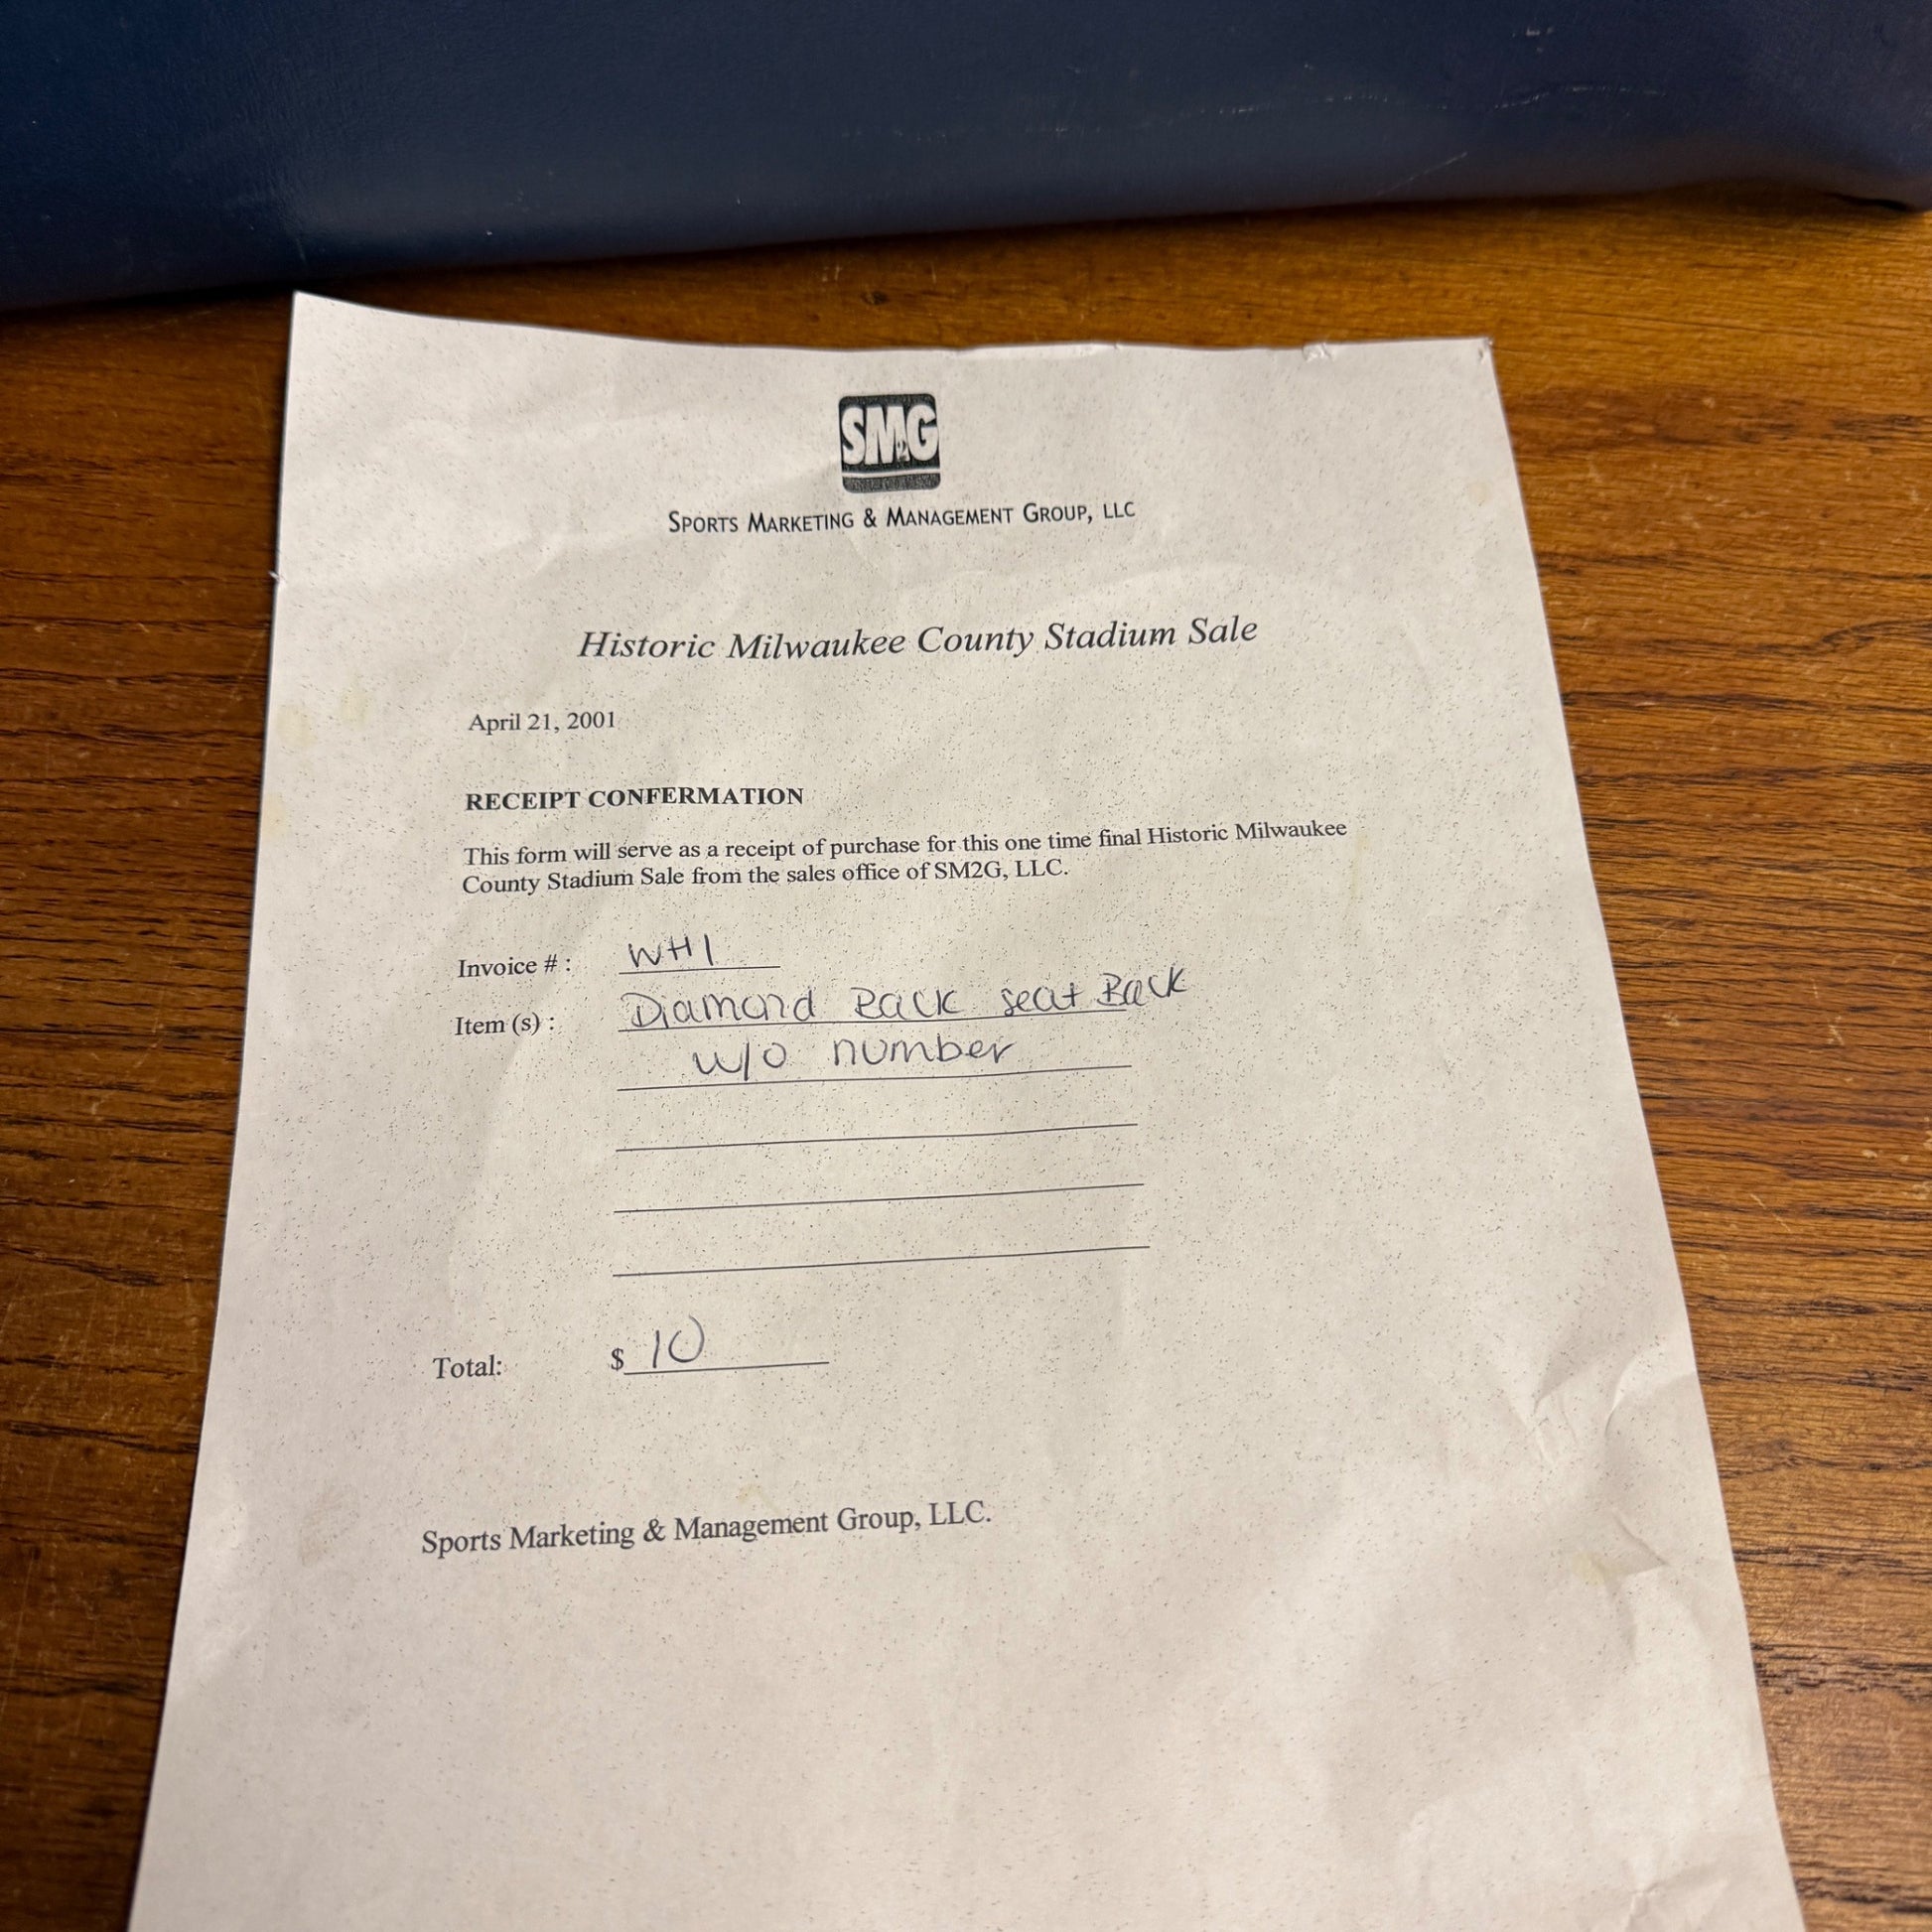 SM2G
SPORTS MARKETING & MANAGEMENT GROUP, LLC
Historic Milwaukee County Stadium Sale
April 21, 2001
RECEIPT CONFERMATION
This form will serve as a receipt of purchase for this one time final Historic Milwaukee
County Stadium Sale from the sales office of SM2G, LLC.
Invoice # : WH1
Item (s) : Diamond Back seat Back
w/o number
Total: $ 10
Sports Marketing & Management Group, LLC.